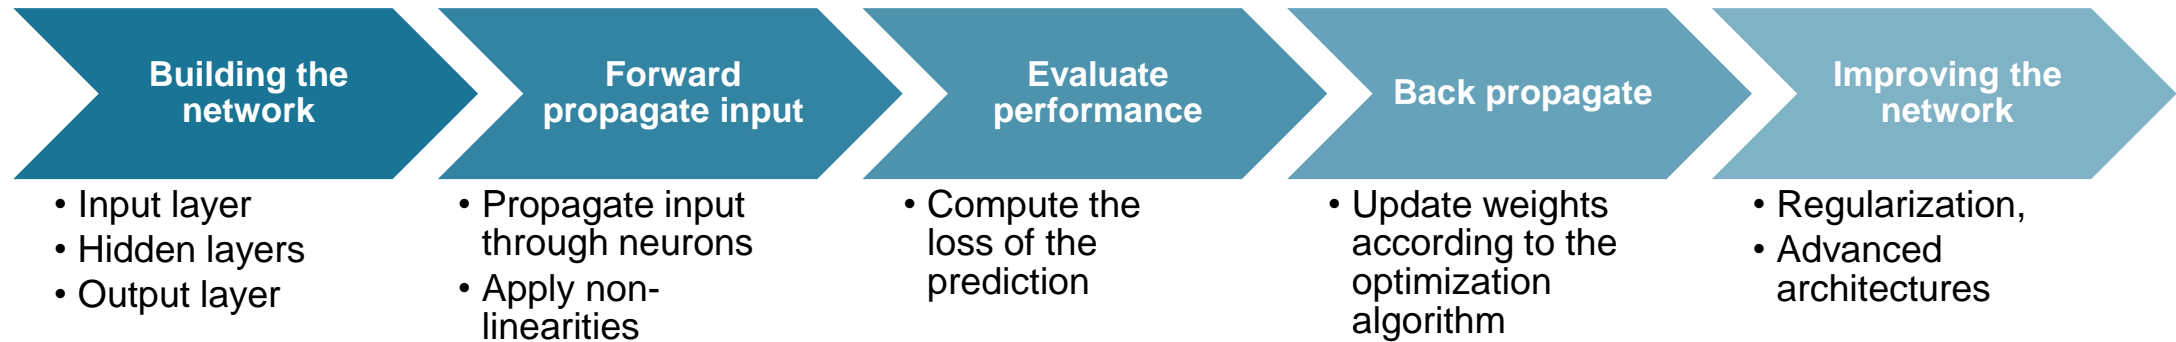 Building the
network
• Input layer
• Hidden layers
• Output layer
Forward
propagate input
• Propagate input
through neurons
• Apply non-
linearities
Evaluate
performance
• Compute the
loss of the
prediction
Back propagate
• Update weights
according to the
optimization
algorithm
Improving the
network
• Regularization,
• Advanced
architectures